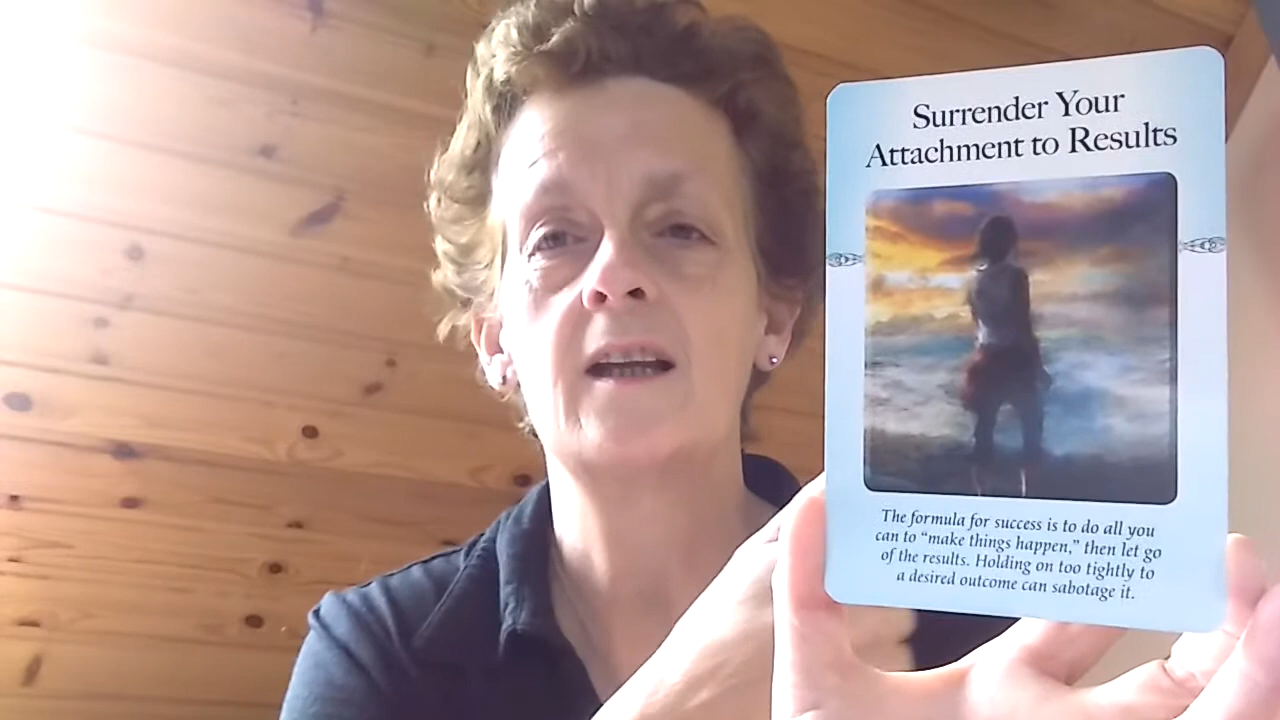 Surrender Your
Attachment to Results
The formula for success is to do all you
can to “make things happen,” then let go
of the results. Holding on too tightly to
a desired outcome can sabotage it.